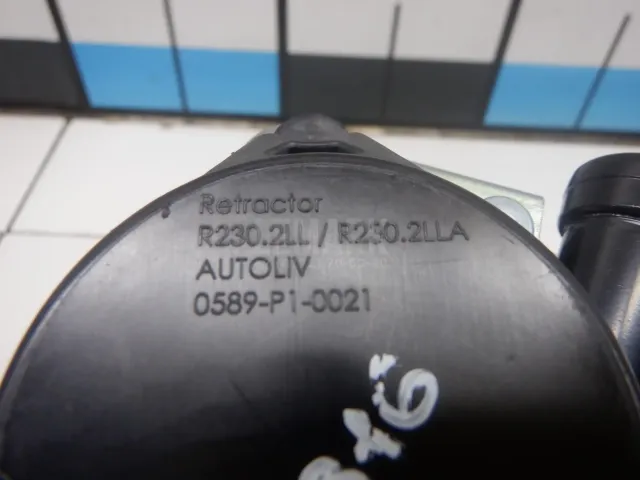 Retractor
R230.2LL / R230.2LLA
AUTOLIV
0589-P1-0021